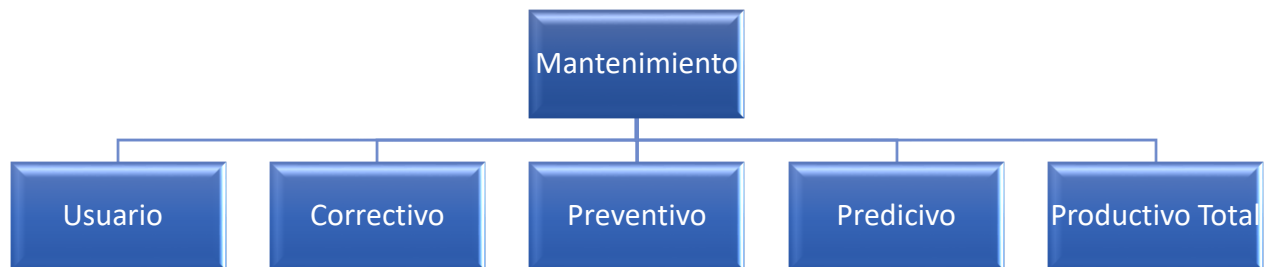 Mantenimiento
Usuario
Correctivo
Preventivo
Predicivo
Productivo Total